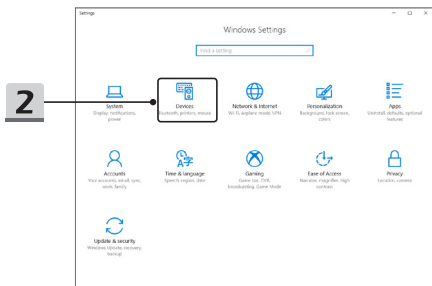 Settings
Windows Settings
Find a setting
2
System
Display, notifications,
power
Devices
Bluetooth, printers, mouse
Network & Internet
Wi-Fi, airplane mode, VPN
Personalization
Background, lock screen,
colors
Apps
Uninstall, defaults, optional
features
Accounts
Your accounts, email, sync,
work, family
Time & language
Speech, region, date
Gaming
Game bar, DVR,
broadcasting, Game Mode
Ease of Access
Narrator, magnifier, high
contrast
Privacy
Location, camera
Update & security
Windows Update, recovery,
backup